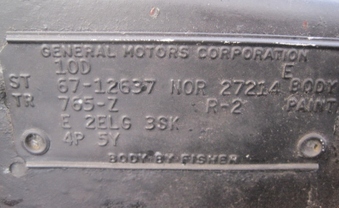 GENERAL MOTORS CORPORATION
10D E
ST 67-12637 NOR 27214 BODY
TR 765-Z R-2 PAINT
E 2ELG 3SK
4P 5Y
BODY BY FISHER